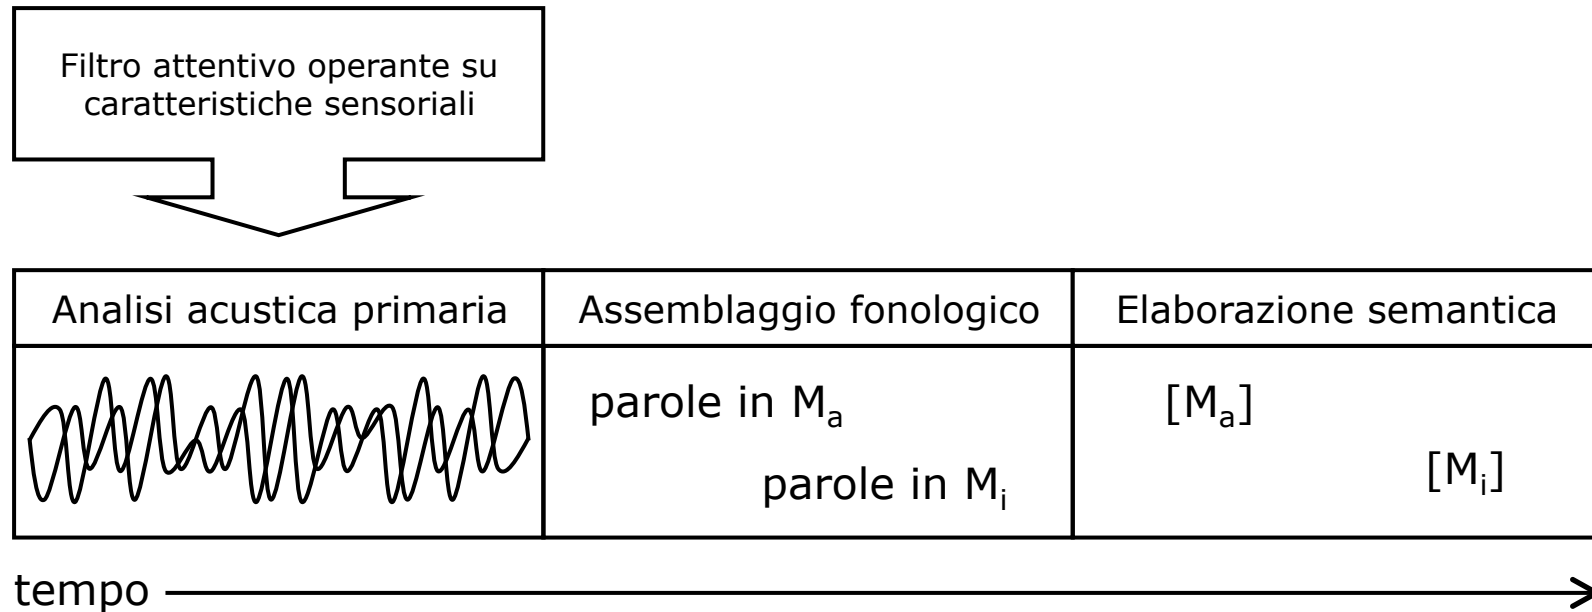 Filtro attentivo operante su
caratteristiche sensoriali
Analisi acustica primaria
Assemblaggio fonologico
Elaborazione semantica
parole in Mₐ
[Mₐ]
parole in Mᵢ
[Mᵢ]
tempo